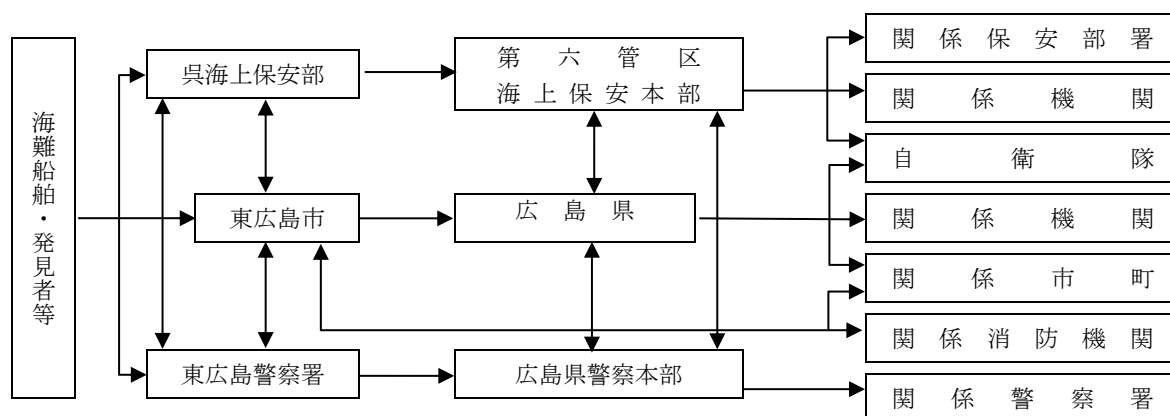 海難船舶・発見者等
呉海上保安部
東広島市
東広島警察署
第六管区
海上保安本部
広島県
広島県警察本部
関係保安部署
関係機関
自衛隊
関係機関
関係市町
関係消防機関
関係警察署